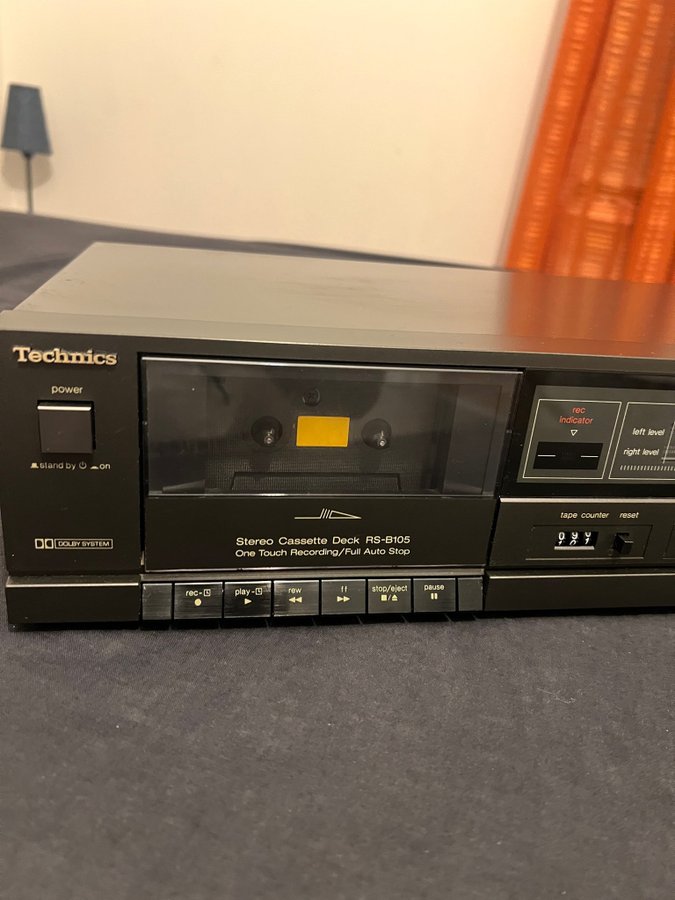 Technics
power
stand by on
DOLBY SYSTEM
Stereo Cassette Deck RS-B105
One Touch Recording/Full Auto Stop
rec-
play-
rew
ff
stop/eject
pause
rec
indicator
left level
right level
tape counter reset